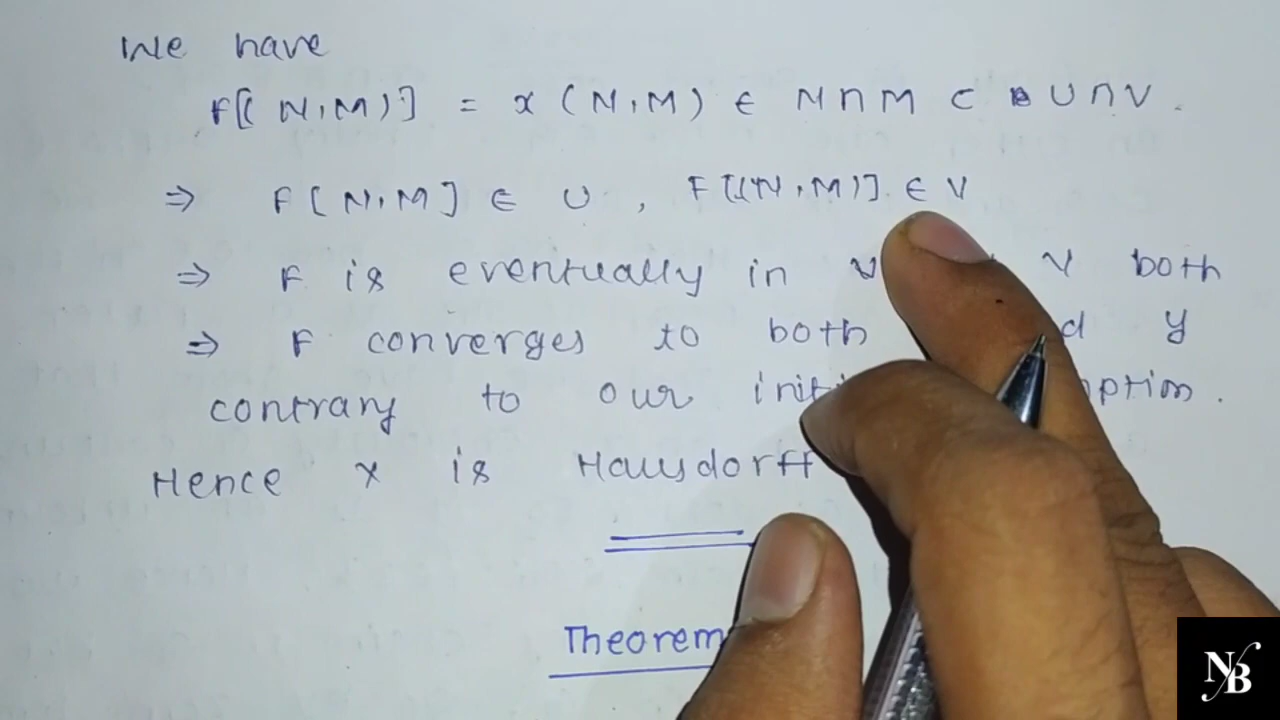 We have
F[(N,M)] = x(N,M) ∈ N∩M ⊂ U∩V.
⇒ F[N,M] ∈ U, F[(N,M)] ∈ V
⇒ F is eventually in V both
⇒ F converges to both y
contrary to our
Hence x is Hausdorff
Theorem
NB